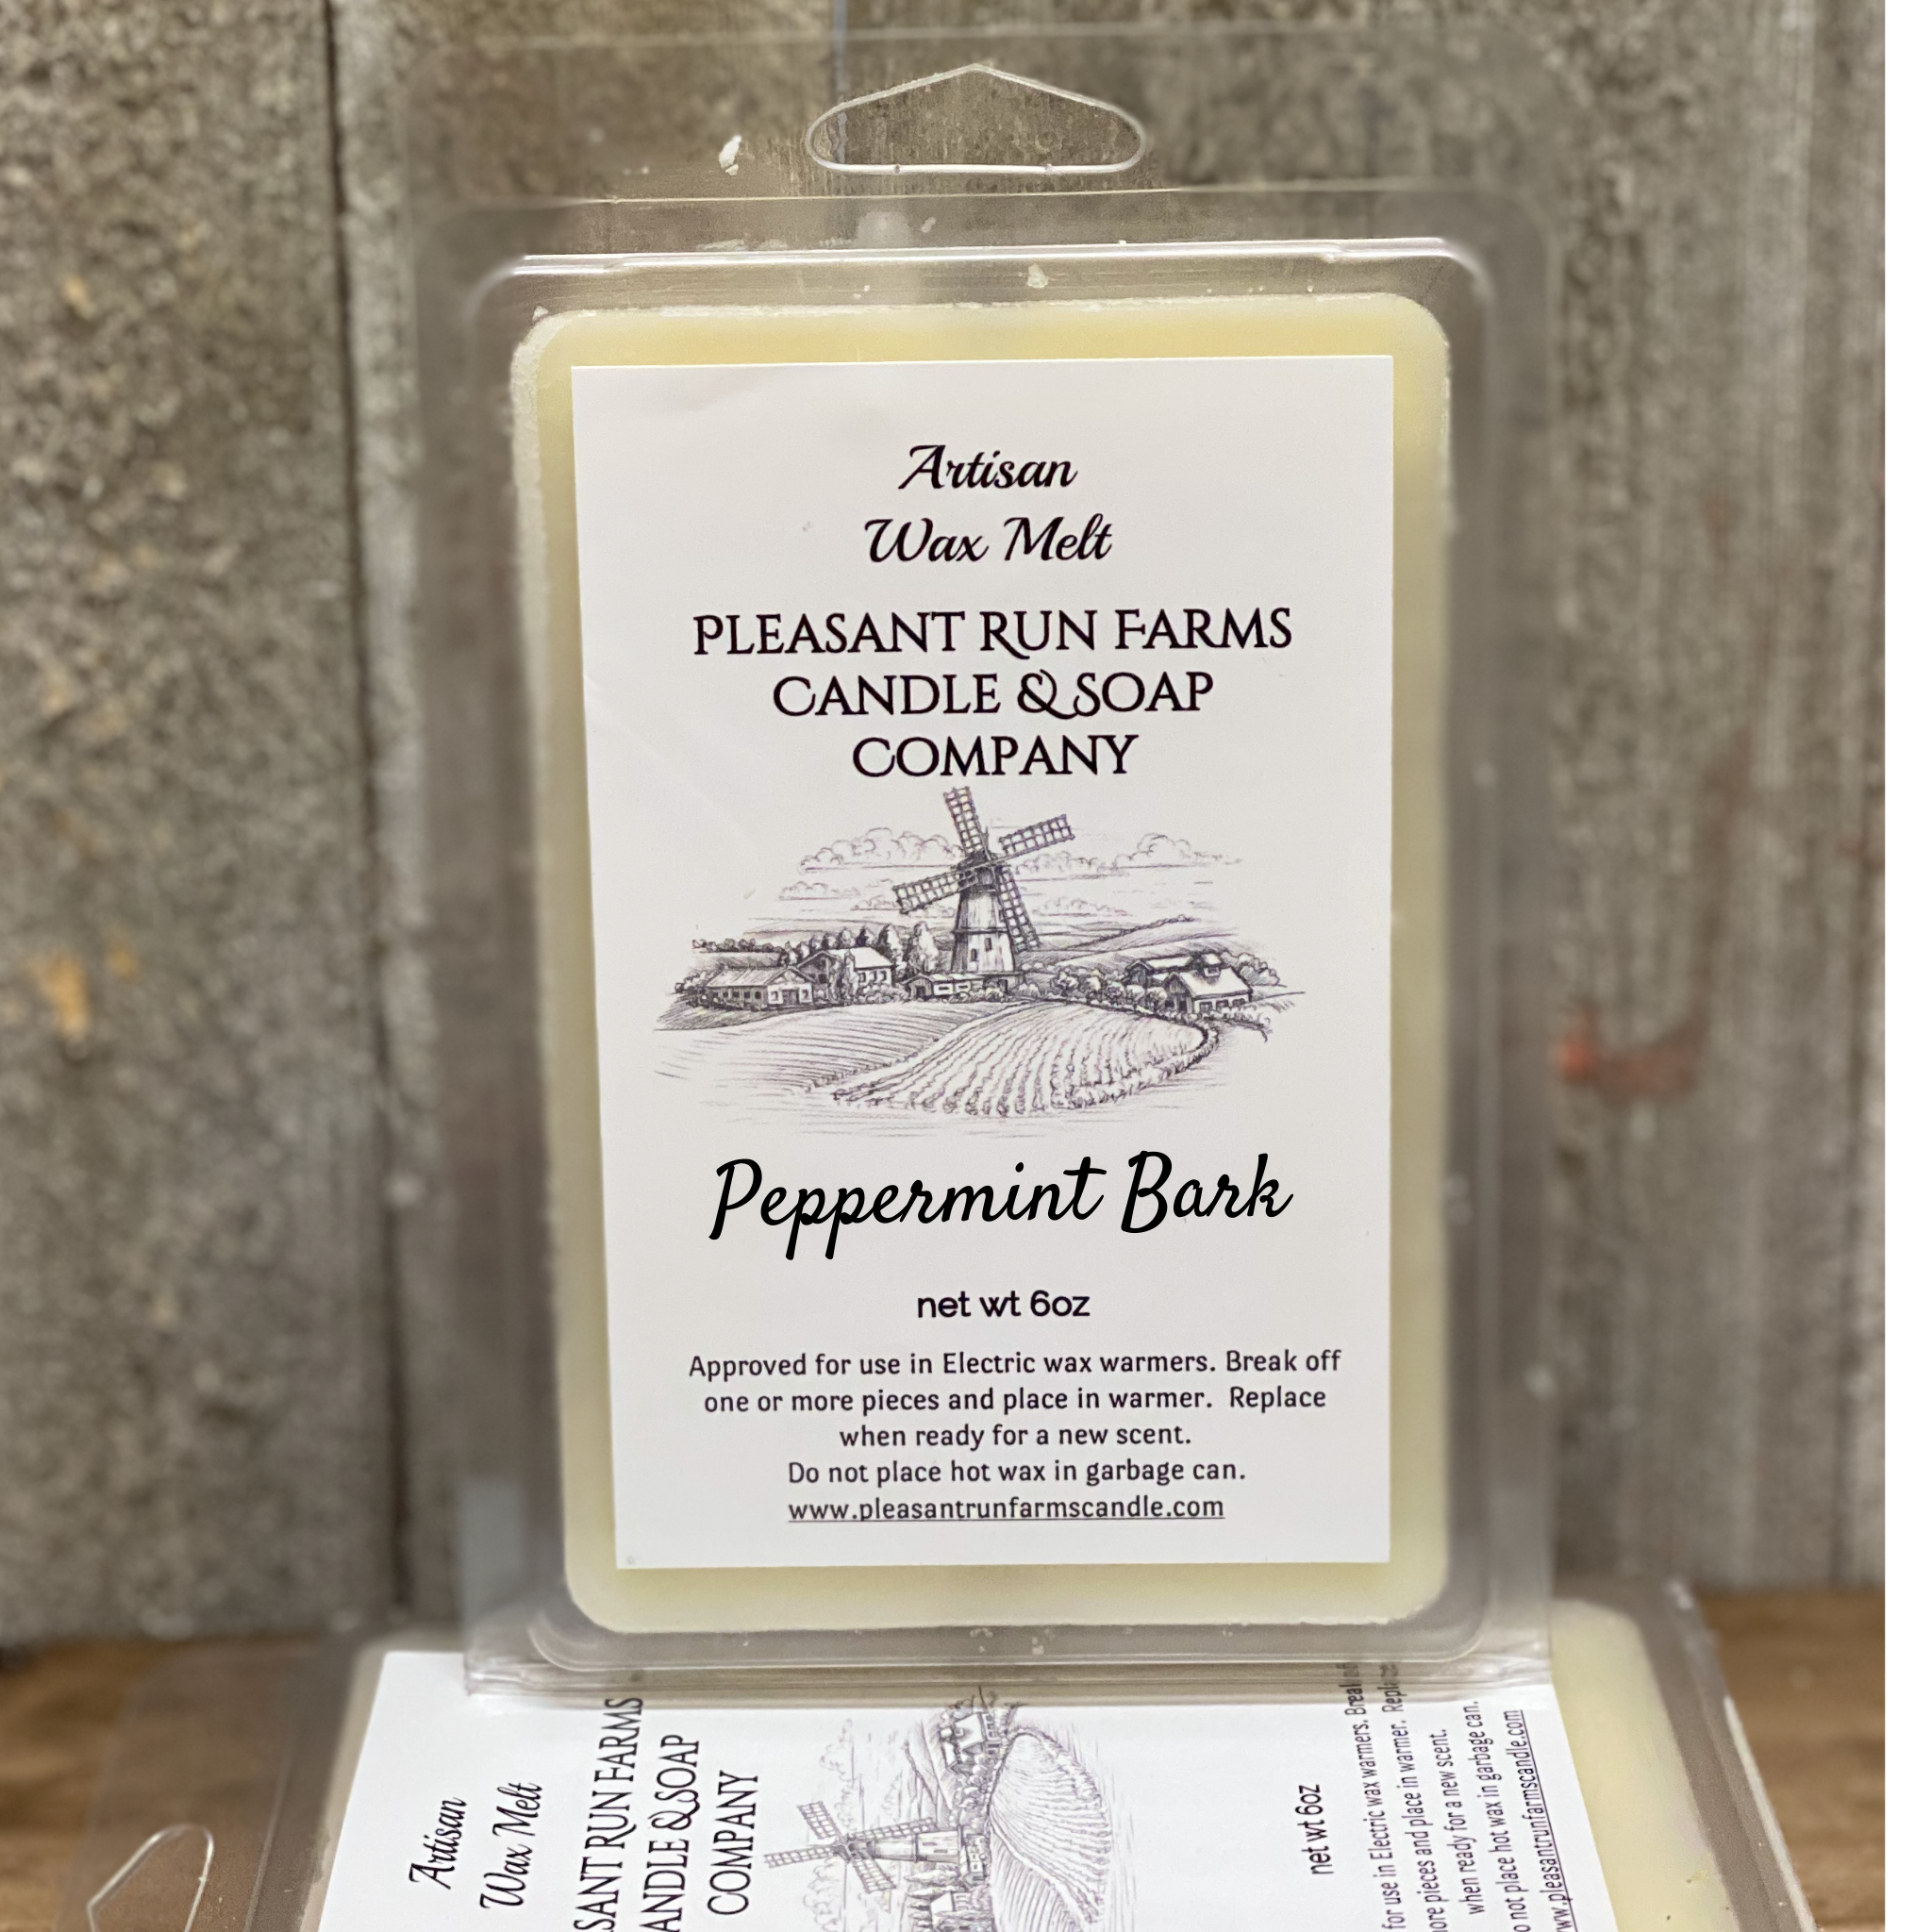 Artisan
Wax Melt
PLEASANT RUN FARMS
CANDLE & SOAP
COMPANY
Peppermint Bark
net wt 6oz
Approved for use in Electric wax warmers. Break off
one or more pieces and place in warmer. Replace
when ready for a new scent.
Do not place hot wax in garbage can.
www.pleasantrunfarmscandle.com
Artisan
Wax Melt
RUN FARMS
& SOAP
COMPANY
net wt 6oz
for use in Electric wax warmers.
pieces and place in warmer.
when ready for a new scent.
not place hot wax in garbage can.
.pleasantrunfarmscandle.com